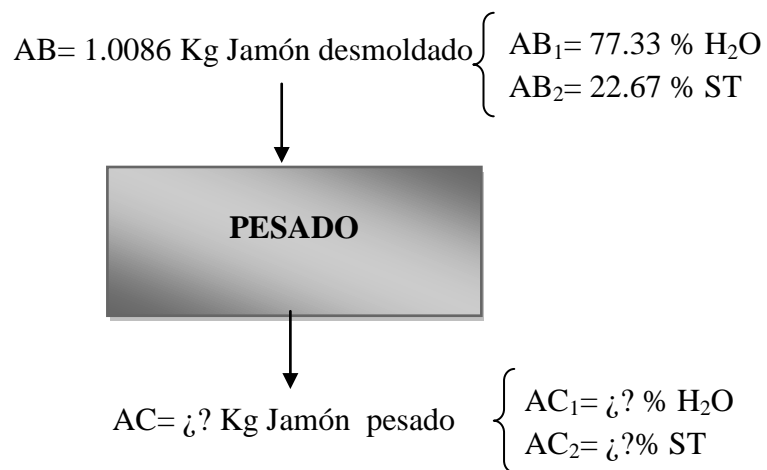 AB= 1.0086 Kg Jamón desmoldado
AB₁= 77.33 % H₂O
AB₂= 22.67 % ST
PESADO
AC= ¿? Kg Jamón pesado
AC₁= ¿? % H₂O
AC₂= ¿?% ST